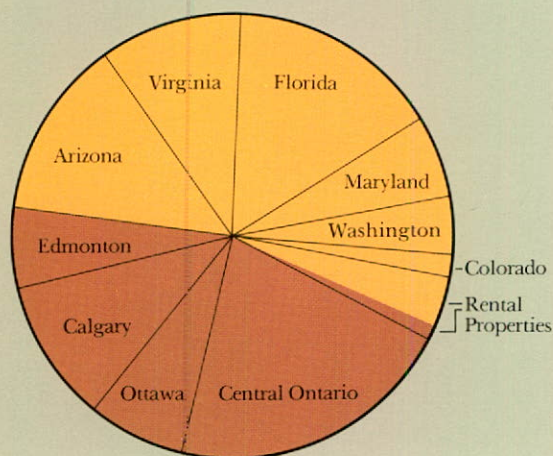 Virginia
Florida
Arizona
Maryland
Washington
Edmonton
Colorado
Rental
Properties
Calgary
Ottawa
Central Ontario